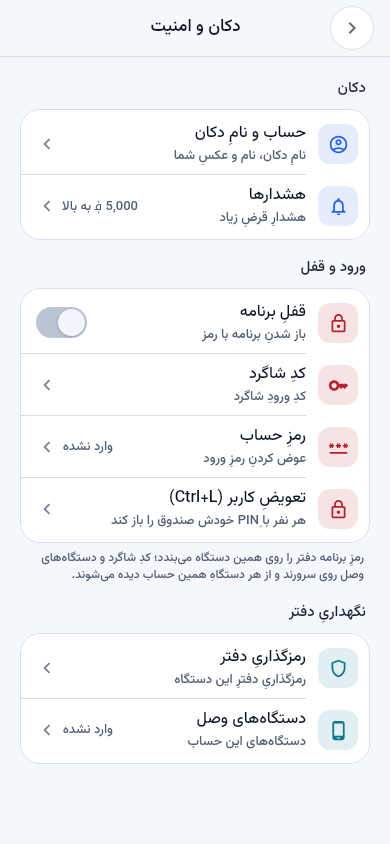 دکان و امنیت
دکان
حساب و نامِ دکان
نامِ دکان، نام و عکسِ شما
هشدارها
هشدارِ قرضِ زیاد
5,000 ؋ به بالا
ورود و قفل
قفلِ برنامه
باز شدنِ برنامه با رمز
کدِ شاگرد
کدِ ورودِ شاگرد
رمزِ حساب
عوض کردنِ رمزِ ورود
وارد نشده
تعویضِ کاربر (Ctrl+L)
هر نفر با PIN خودش صندوق را باز کند
رمزِ برنامه دفتر را روی همین دستگاه می‌بندد؛ کدِ شاگرد و دستگاه‌های
وصل روی سرورند و از هر دستگاهِ همین حساب دیده می‌شوند.
نگهداریِ دفتر
رمزگذاریِ دفتر
رمزگذاریِ دفترِ این دستگاه
دستگاه‌های وصل
دستگاه‌های این حساب
وارد نشده